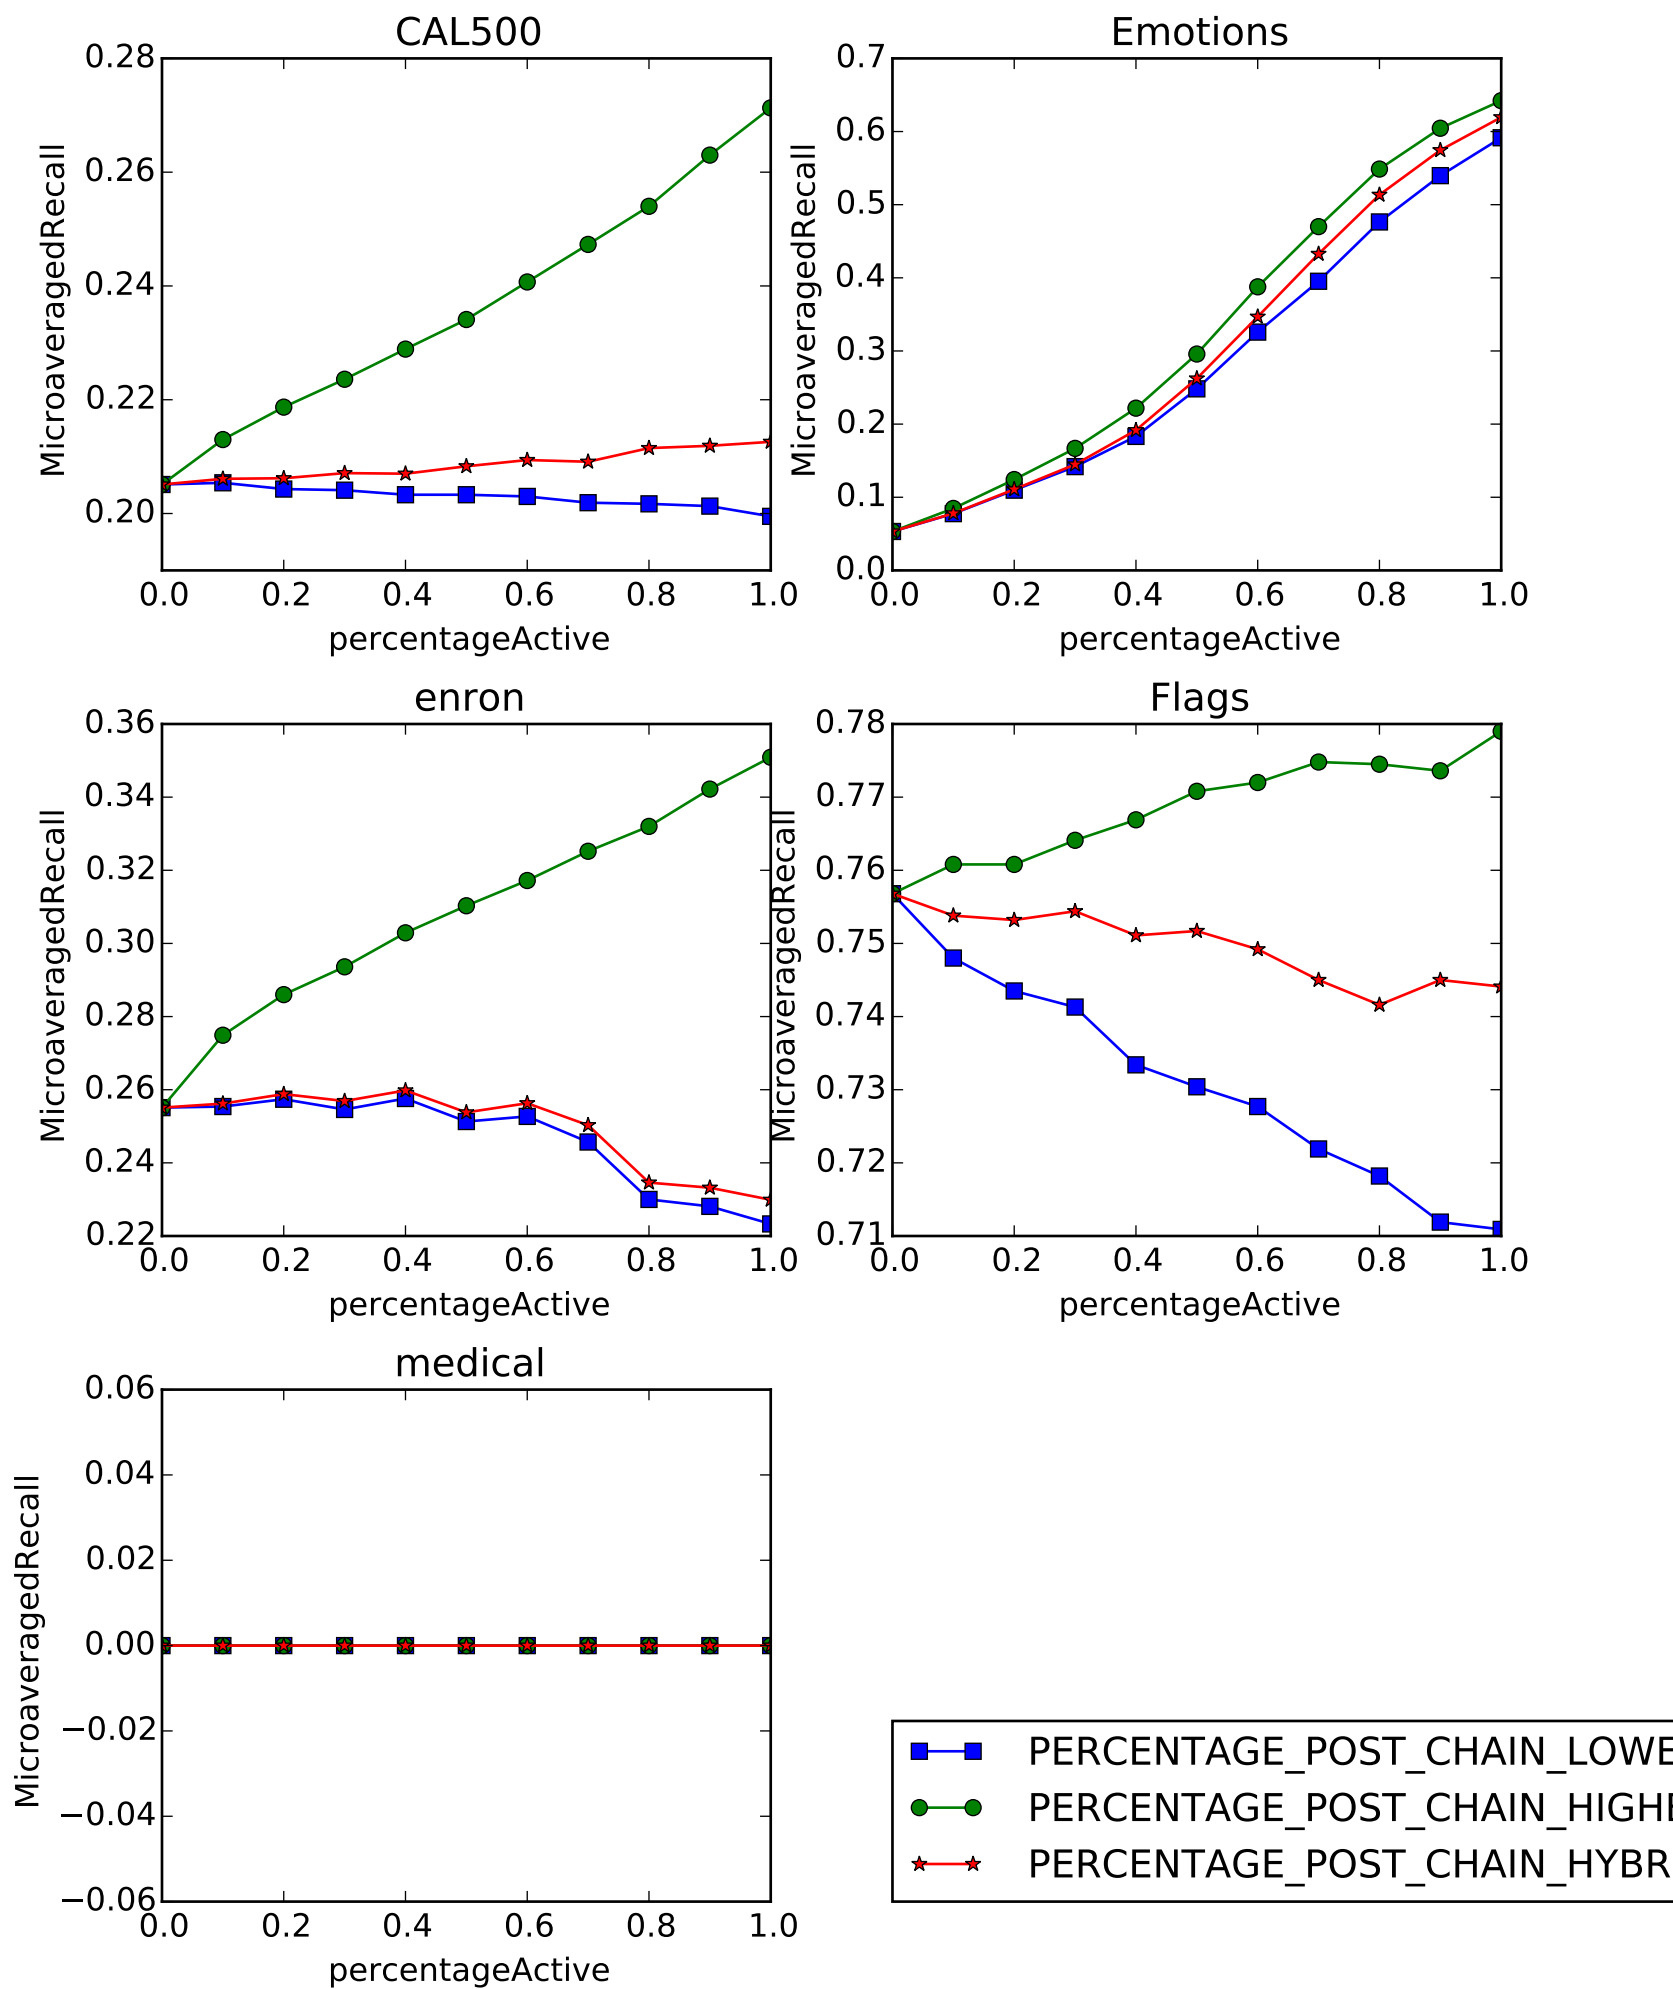 CAL500
0.28
0.26
0.24
0.22
0.20
MicroaveragedRecall
0.0 0.2 0.4 0.6 0.8 1.0
percentageActive
Emotions
0.7
0.6
0.5
0.4
0.3
0.2
0.1
0.0
MicroaveragedRecall
0.0 0.2 0.4 0.6 0.8 1.0
percentageActive
enron
0.36
0.34
0.32
0.30
0.28
0.26
0.24
0.22
MicroaveragedRecall
0.0 0.2 0.4 0.6 0.8 1.0
percentageActive
Flags
0.78
0.77
0.76
0.75
0.74
0.73
0.72
0.71
MicroaveragedRecall
0.0 0.2 0.4 0.6 0.8 1.0
percentageActive
medical
0.06
0.04
0.02
0.00
−0.02
−0.04
−0.06
MicroaveragedRecall
0.0 0.2 0.4 0.6 0.8 1.0
percentageActive
PERCENTAGE_POST_CHAIN_LOWE
PERCENTAGE_POST_CHAIN_HIGHE
PERCENTAGE_POST_CHAIN_HYBR